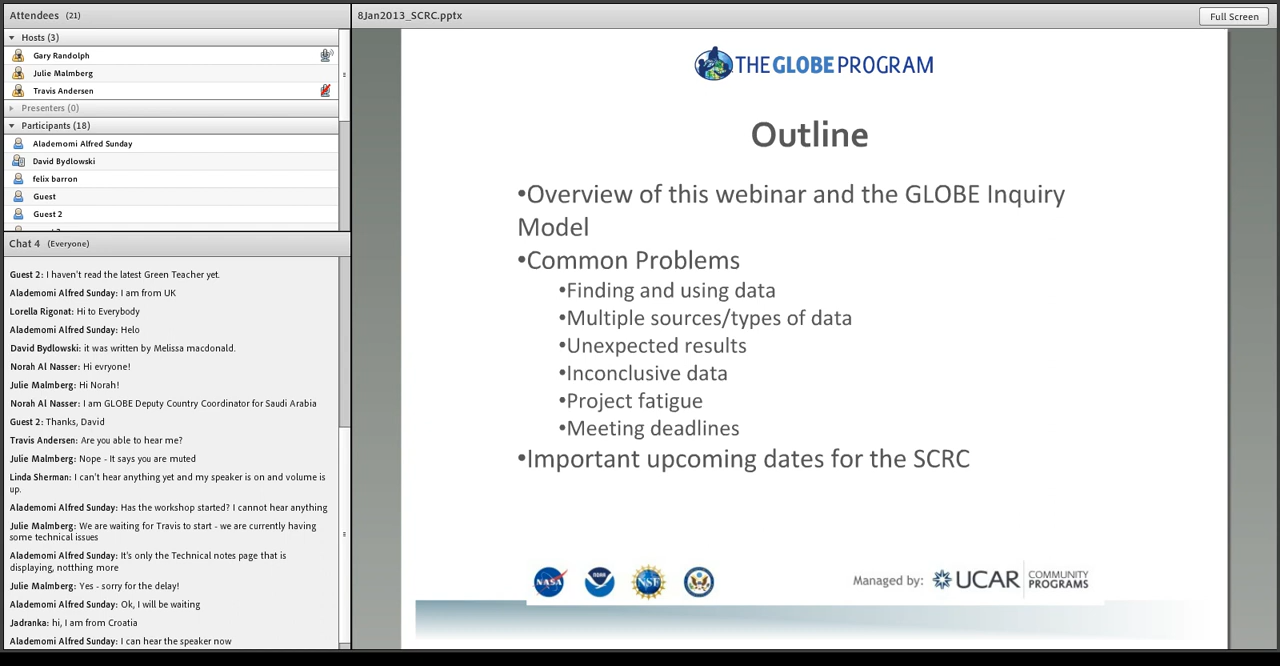 Attendees (21)
Hosts (3)
Gary Randolph
Julie Malmberg
Travis Andersen
Presenters (0)
Participants (18)
Alademomi Alfred Sunday
David Bydlowski
felix barron
Guest
Guest 2
Chat 4 (Everyone)
Guest 2: I haven't read the latest Green Teacher yet.
Alademomi Alfred Sunday: I am from UK
Lorella Rigonat: Hi to Everybody
Alademomi Alfred Sunday: Helo
David Bydlowski: it was written by Melissa macdonald.
Norah Al Nasser: Hi evryone!
Julie Malmberg: Hi Norah!
Norah Al Nasser: I am GLOBE Deputy Country Coordinator for Saudi Arabia
Guest 2: Thanks, David
Travis Andersen: Are you able to hear me?
Julie Malmberg: Nope - It says you are muted
Linda Sherman: I can't hear anything yet and my speaker is on and volume is
up.
Alademomi Alfred Sunday: Has the workshop started? I cannot hear anything
Julie Malmberg: We are waiting for Travis to start - we are currently having
some technical issues
Alademomi Alfred Sunday: It's only the Technical notes page that is
displaying, notthing more
Julie Malmberg: Yes - sorry for the delay!
Alademomi Alfred Sunday: Ok, I will be waiting
Jadranka: hi, I am from Croatia
Alademomi Alfred Sunday: I can hear the speaker now
8Jan2013_SCRC.pptx
Full Screen
THE GLOBE PROGRAM
Outline
•Overview of this webinar and the GLOBE Inquiry
Model
•Common Problems
•Finding and using data
•Multiple sources/types of data
•Unexpected results
•Inconclusive data
•Project fatigue
•Meeting deadlines
•Important upcoming dates for the SCRC
NASA
NOAA
NSF
Managed by:
UCAR
COMMUNITY
PROGRAMS